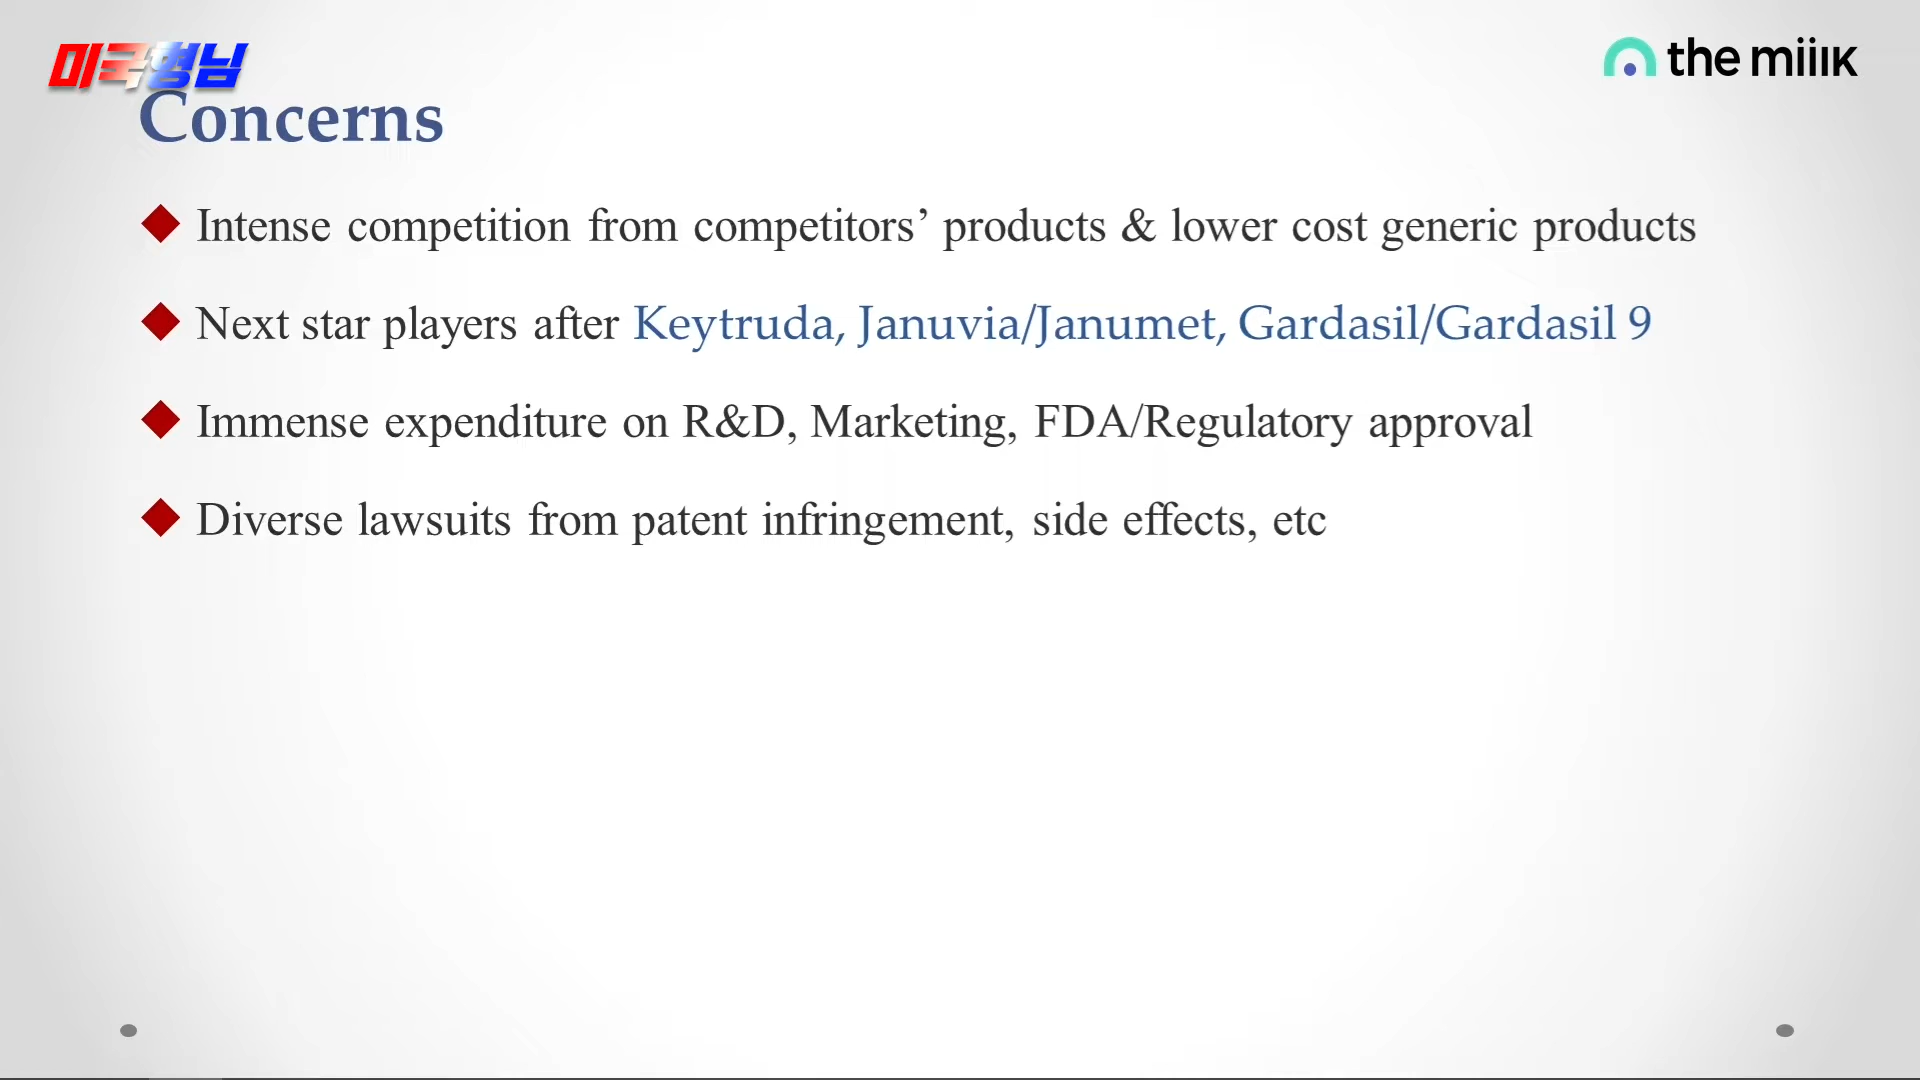 미국형님
the miilk
Concerns
Intense competition from competitors’ products & lower cost generic products
Next star players after Keytruda, Januvia/Janumet, Gardasil/Gardasil 9
Immense expenditure on R&D, Marketing, FDA/Regulatory approval
Diverse lawsuits from patent infringement, side effects, etc